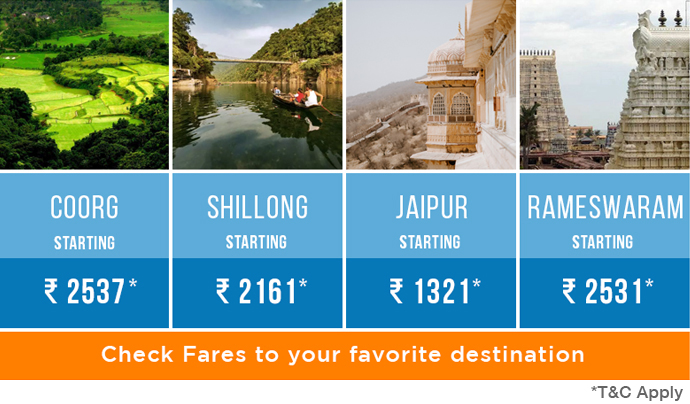 COORG
STARTING
₹ 2537*
SHILLONG
STARTING
₹ 2161*
JAIPUR
STARTING
₹ 1321*
RAMESWARAM
STARTING
₹ 2531*
Check Fares to your favorite destination
*T&C Apply